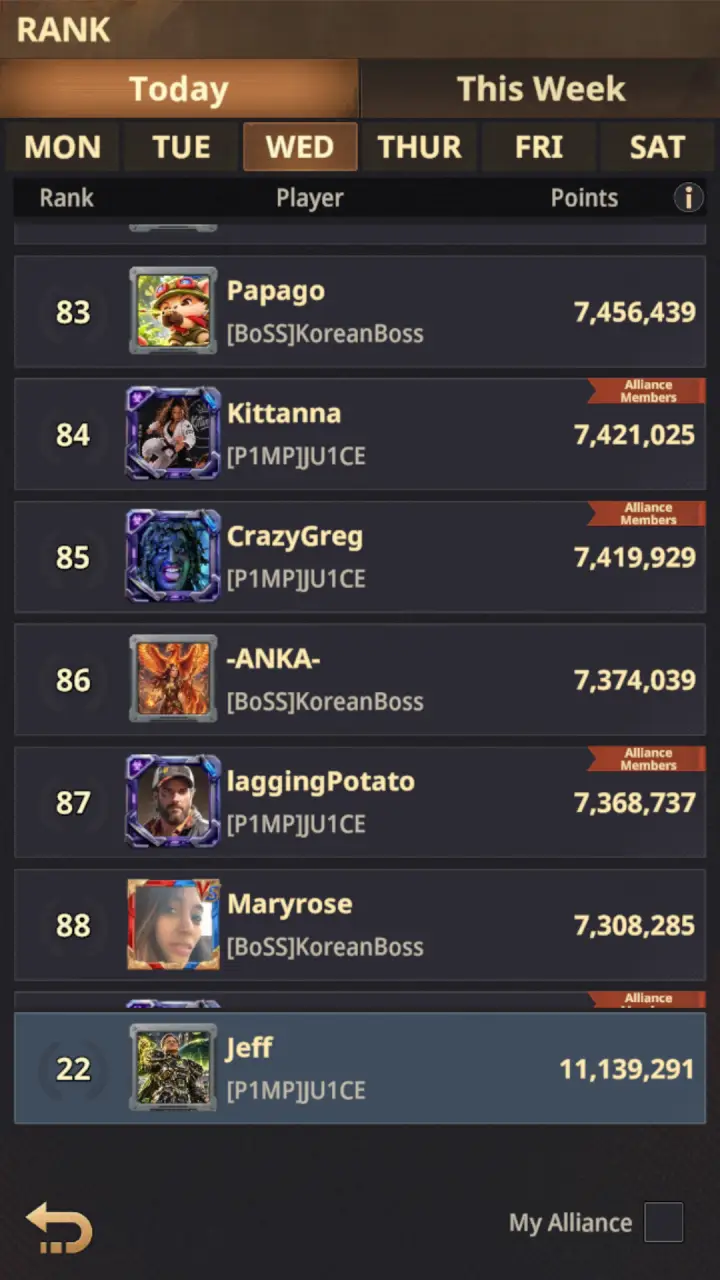 RANK
Today
This Week
MON
TUE
WED
THUR
FRI
SAT
Rank
Player
Points
83
Papago
[BoSS]KoreanBoss
7,456,439
Alliance
Members
84
Kittanna
[P1MP]JU1CE
7,421,025
Alliance
Members
85
CrazyGreg
[P1MP]JU1CE
7,419,929
86
-ANKA-
[BoSS]KoreanBoss
7,374,039
Alliance
Members
87
laggingPotato
[P1MP]JU1CE
7,368,737
88
Maryrose
[BoSS]KoreanBoss
7,308,285
Alliance
22
Jeff
[P1MP]JU1CE
11,139,291
My Alliance